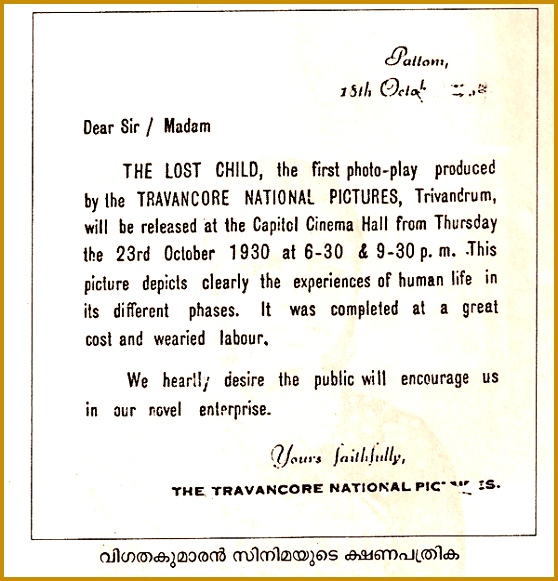 Pattom,
18th
Dear Sir / Madam
THE LOST CHILD, the first photo-play produced
by the TRAVANCORE NATIONAL PICTURES, Trivandrum,
will be released at the Capitol Cinema Hall from Thursday
the 23rd October 1930 at 6-30 & 9-30 p. m. This
picture depicts clearly the experiences of human life in
its different phases. It was completed at a great
cost and wearied labour.
We heartly desire the public will encourage us
in our novel enterprise.
Yours faithfully,
THE TRAVANCORE NATIONAL
വിഗതകുമാരൻ സിനിമയുടെ ക്ഷണപത്രിക